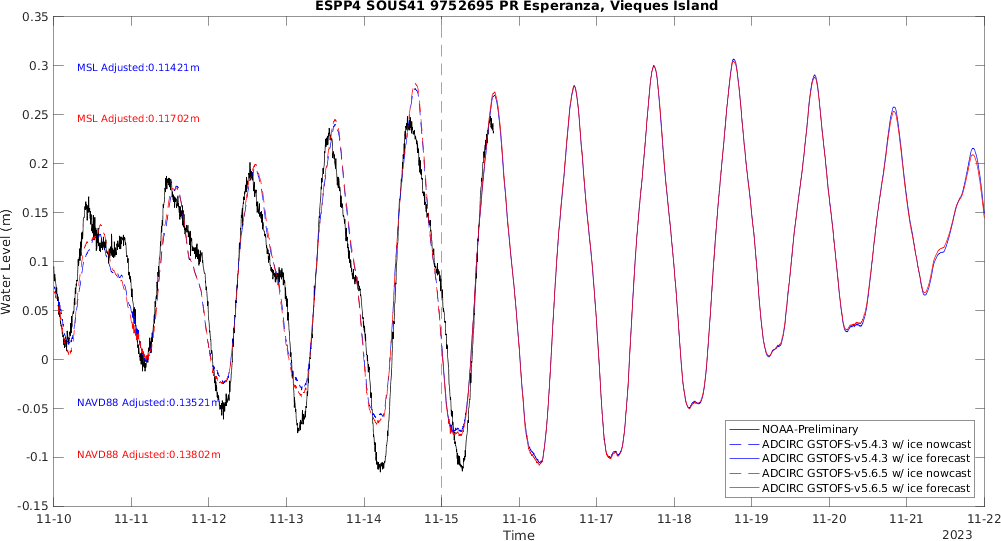 ESPP4 SOUS41 9752695 PR Esperanza, Vieques Island
0.35
0.3
0.25
0.2
0.15
0.1
0.05
0
-0.05
-0.1
-0.15
Water Level (m)
MSL Adjusted:0.11421m
MSL Adjusted:0.11702m
NAVD88 Adjusted:0.13521m
NAVD88 Adjusted:0.13802m
NOAA-Preliminary
ADCIRC GSTOFS-v5.4.3 w/ ice nowcast
ADCIRC GSTOFS-v5.4.3 w/ ice forecast
ADCIRC GSTOFS-v5.6.5 w/ ice nowcast
ADCIRC GSTOFS-v5.6.5 w/ ice forecast
11-10 11-11 11-12 11-13 11-14 11-15 11-16 11-17 11-18 11-19 11-20 11-21 11-22
Time
2023